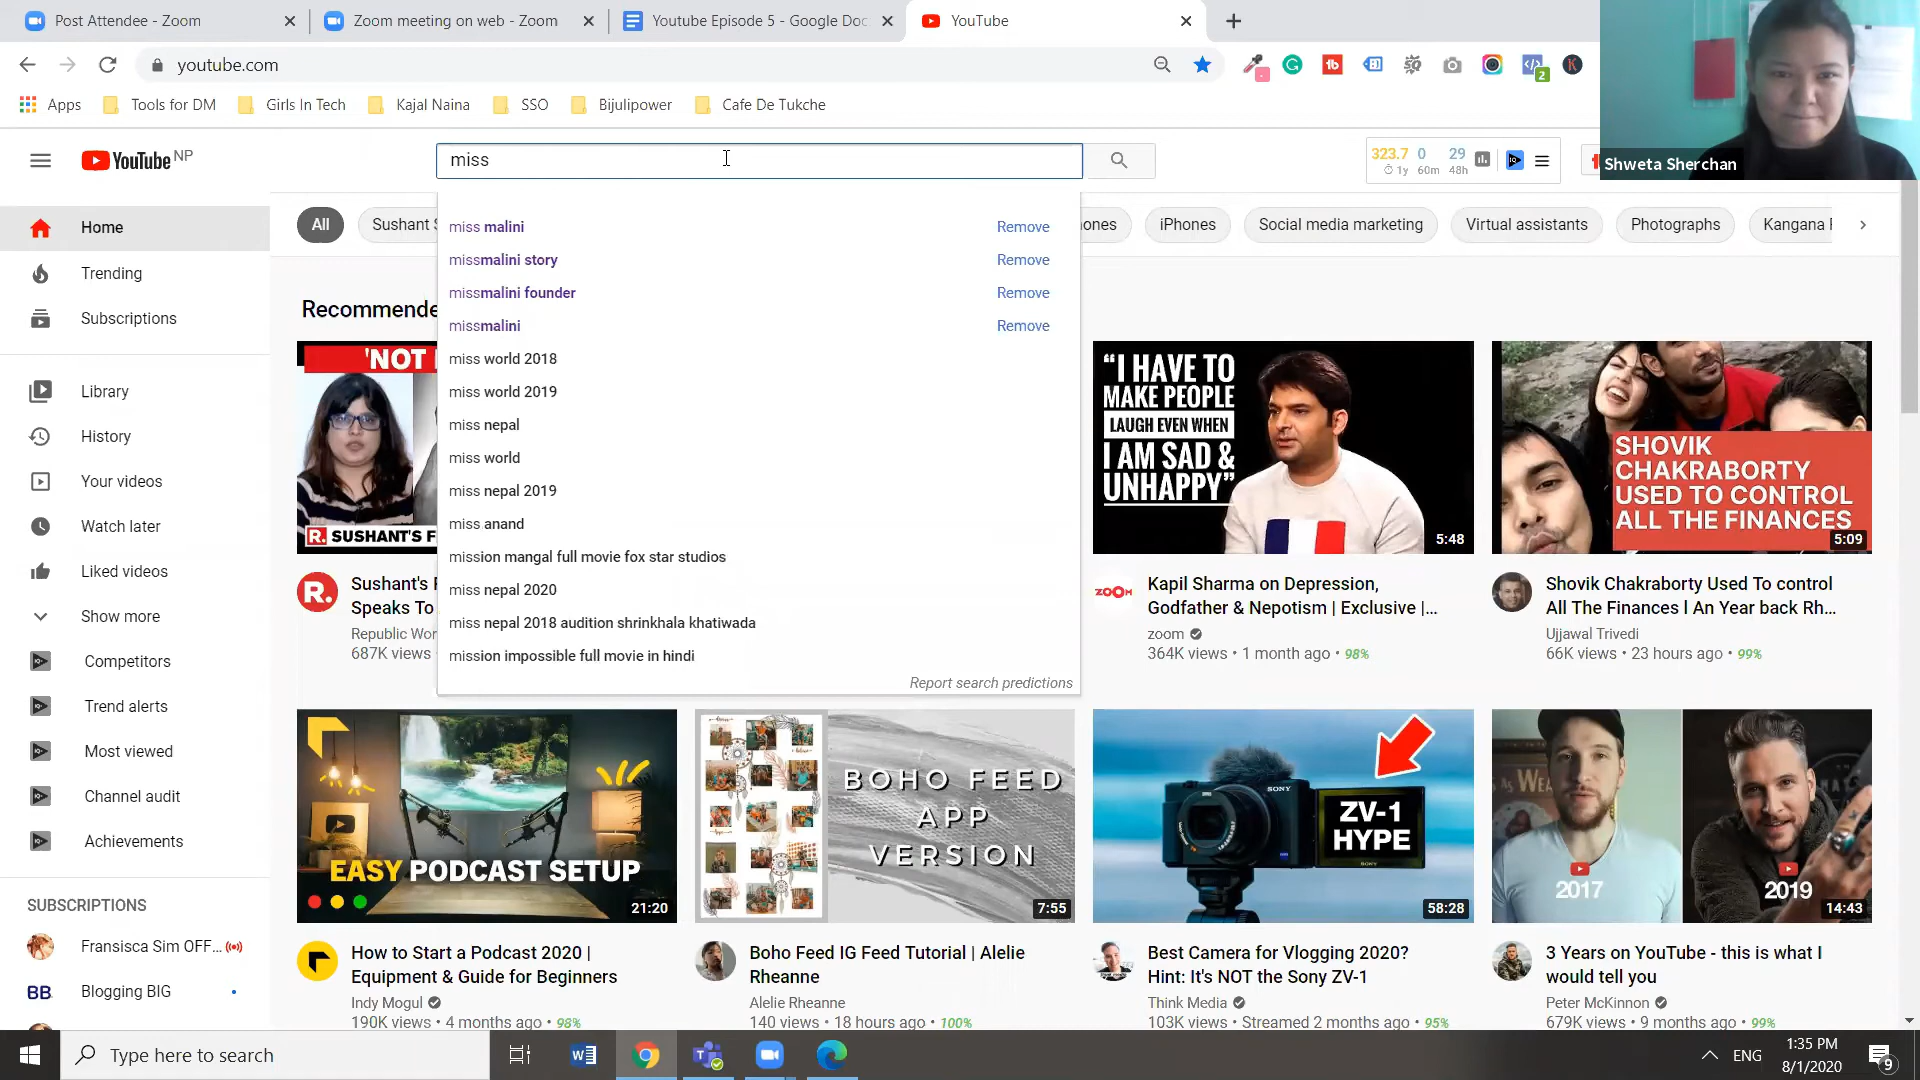 Post Attendee - Zoom
Zoom meeting on web - Zoom
Youtube Episode 5 - Google Doc
YouTube
youtube.com
2
Apps
Tools for DM
Girls In Tech
Kajal Naina
SSO
Bijulipower
Cafe De Tukche
Shweta Sherchan
YouTube NP
miss
323.7 0 29
1y 60m 48h
Home
Trending
Subscriptions
Library
History
Your videos
Watch later
Liked videos
Show more
Competitors
Trend alerts
Most viewed
Channel audit
Achievements
SUBSCRIPTIONS
Fransisca Sim OFF...
BB Blogging BIG
All
Sushant S
ones
iPhones
Social media marketing
Virtual assistants
Photographs
Kangana
miss malini Remove
missmalini story Remove
missmalini founder Remove
missmalini Remove
miss world 2018
miss world 2019
miss nepal
miss world
miss nepal 2019
miss anand
mission mangal full movie fox star studios
miss nepal 2020
miss nepal 2018 audition shrinkhala khatiwada
mission impossible full movie in hindi
Report search predictions
Recommende
'NOT
R. SUSHANT'S F
R.
Sushant's
Speaks To
Republic Wor
687K views •
"I HAVE TO
MAKE PEOPLE
LAUGH EVEN WHEN
I AM SAD &
UNHAPPY"
5:48
zoom
Kapil Sharma on Depression,
Godfather & Nepotism | Exclusive |...
zoom
364K views • 1 month ago • 98%
SHOVIK
CHAKRABORTY
USED TO CONTROL
ALL THE FINANCES
5:09
Shovik Chakraborty Used To control
All The Finances l An Year back Rh...
Ujjawal Trivedi
66K views • 23 hours ago • 99%
EASY PODCAST SETUP
21:20
How to Start a Podcast 2020 |
Equipment & Guide for Beginners
Indy Mogul
190K views • 4 months ago • 98%
BOHO FEED
APP
VERSION
7:55
Boho Feed IG Feed Tutorial | Alelie
Rheanne
Alelie Rheanne
140 views • 18 hours ago • 100%
SONY
ZV-1
HYPE
SONY
58:28
Best Camera for Vlogging 2020?
Hint: It's NOT the Sony ZV-1
Think Media
103K views • Streamed 2 months ago • 95%
2017
2019
14:43
3 Years on YouTube - this is what I
would tell you
Peter McKinnon
679K views • 9 months ago • 99%
Type here to search
ENG
1:35 PM
8/1/2020
9